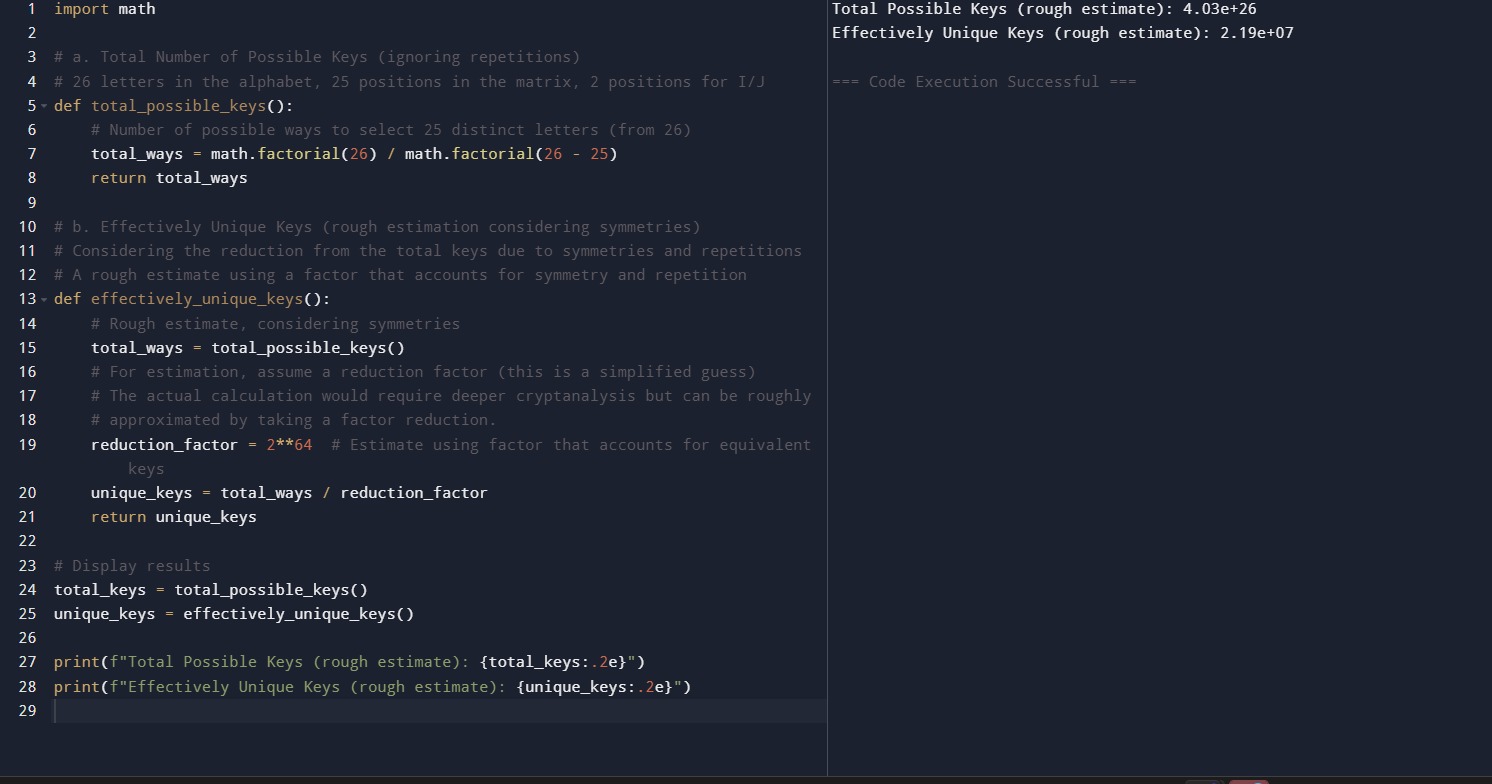 1 import math
2
3 # a. Total Number of Possible Keys (ignoring repetitions)
4 # 26 letters in the alphabet, 25 positions in the matrix, 2 positions for I/J
5 def total_possible_keys():
6     # Number of possible ways to select 25 distinct letters (from 26)
7     total_ways = math.factorial(26) / math.factorial(26 - 25)
8     return total_ways
9
10 # b. Effectively Unique Keys (rough estimation considering symmetries)
11 # Considering the reduction from the total keys due to symmetries and repetitions
12 # A rough estimate using a factor that accounts for symmetry and repetition
13 def effectively_unique_keys():
14     # Rough estimate, considering symmetries
15     total_ways = total_possible_keys()
16     # For estimation, assume a reduction factor (this is a simplified guess)
17     # The actual calculation would require deeper cryptanalysis but can be roughly
18     # approximated by taking a factor reduction.
19     reduction_factor = 2**64  # Estimate using factor that accounts for equivalent
keys
20     unique_keys = total_ways / reduction_factor
21     return unique_keys
22
23 # Display results
24 total_keys = total_possible_keys()
25 unique_keys = effectively_unique_keys()
26
27 print(f"Total Possible Keys (rough estimate): {total_keys:.2e}")
28 print(f"Effectively Unique Keys (rough estimate): {unique_keys:.2e}")
29
Total Possible Keys (rough estimate): 4.03e+26
Effectively Unique Keys (rough estimate): 2.19e+07
=== Code Execution Successful ===